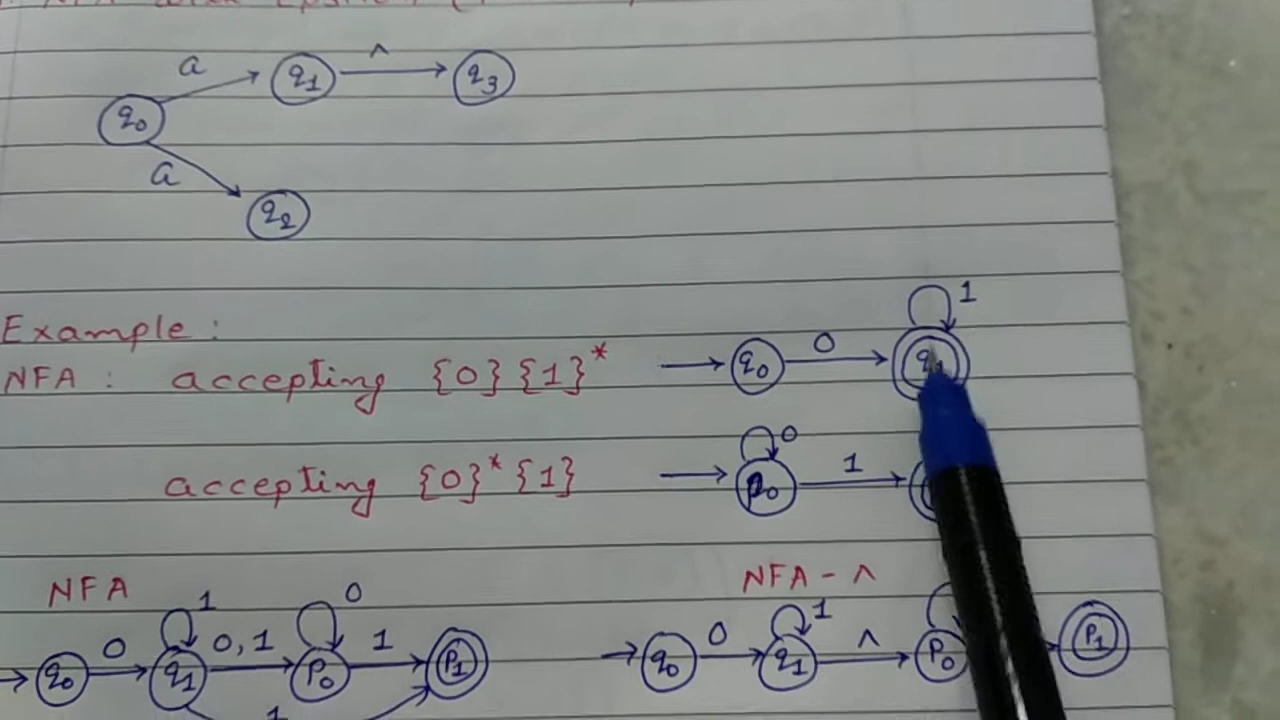 a q1 ^ q3
q0
a
q2
Example :
1
NFA : accepting {0}{1}* q0 0
0
accepting {0}*{1} p0 1
NFA NFA - ^
1 0 1
q0 0 q1 0,1 p0 1 P1 q0 0 q1 ^ P0 P1
1